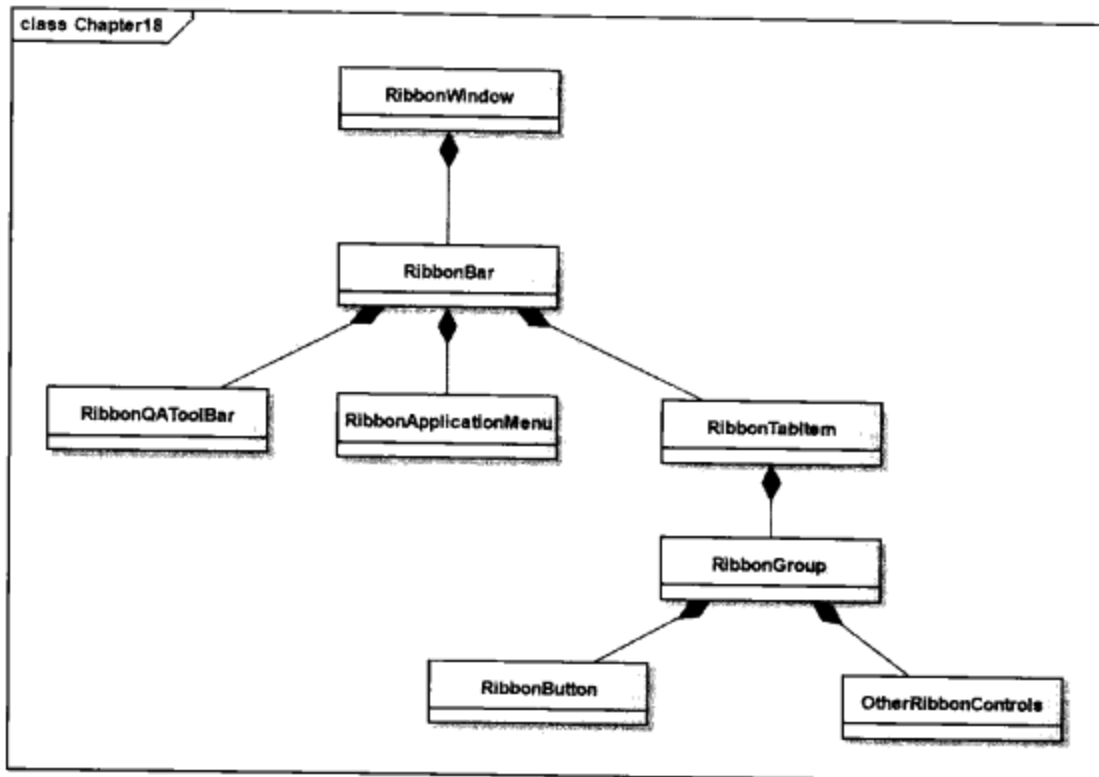 class Chapter18
RibbonWindow
RibbonBar
RibbonQAToolBar
RibbonApplicationMenu
RibbonTabItem
RibbonGroup
RibbonButton
OtherRibbonControls